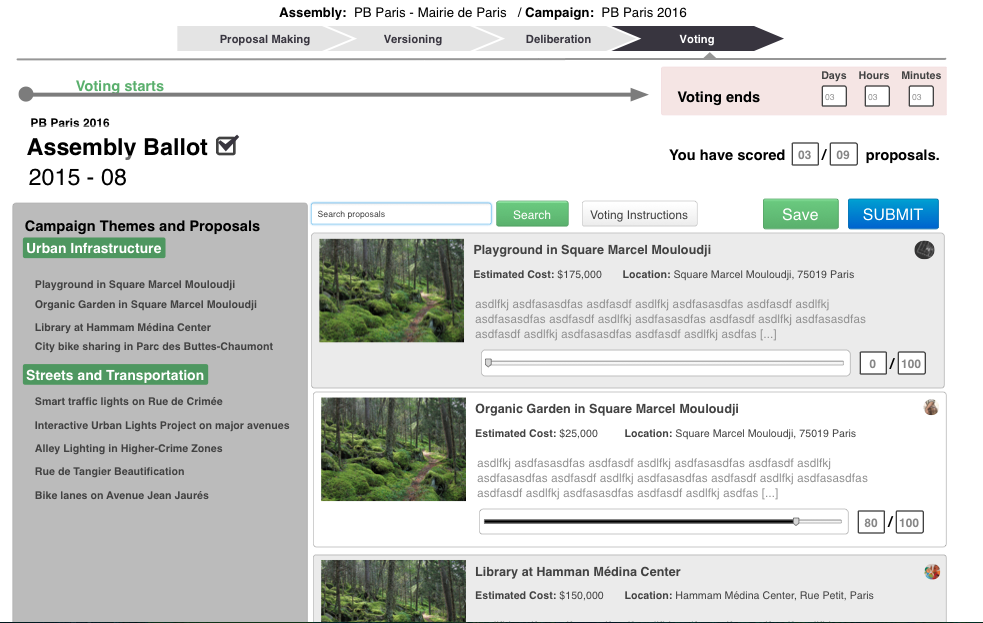 Assembly: PB Paris - Mairie de Paris / Campaign: PB Paris 2016
Proposal Making Versioning Deliberation Voting
Voting starts
Voting ends
Days Hours Minutes
03 03 03
PB Paris 2016
Assembly Ballot
2015 - 08
You have scored 03 / 09 proposals.
Campaign Themes and Proposals
Urban Infrastructure
Playground in Square Marcel Mouloudji
Organic Garden in Square Marcel Mouloudji
Library at Hammam Médina Center
City bike sharing in Parc des Buttes-Chaumont
Streets and Transportation
Smart traffic lights on Rue de Crimée
Interactive Urban Lights Project on major avenues
Alley Lighting in Higher-Crime Zones
Rue de Tangier Beautification
Bike lanes on Avenue Jean Jaurés
Search proposals Search Voting Instructions Save SUBMIT
Playground in Square Marcel Mouloudji
Estimated Cost: $175,000 Location: Square Marcel Mouloudji, 75019 Paris
asdlfkj asdfasasdfas asdfasdf asdlfkj asdfasasdfas asdfasdf asdlfkj
asdfasasdfas asdfasdf asdlfkj asdfasasdfas asdfasdf asdlfkj asdfasasdfas
asdfasdf asdlfkj asdfasasdfas asdfasdf asdlfkj asdfas [...]
0 / 100
Organic Garden in Square Marcel Mouloudji
Estimated Cost: $25,000 Location: Square Marcel Mouloudji, 75019 Paris
asdlfkj asdfasasdfas asdfasdf asdlfkj asdfasasdfas asdfasdf asdlfkj
asdfasasdfas asdfasdf asdlfkj asdfasasdfas asdfasdf asdlfkj asdfasasdfas
asdfasdf asdlfkj asdfasasdfas asdfasdf asdlfkj asdfas [...]
80 / 100
Library at Hamman Médina Center
Estimated Cost: $150,000 Location: Hammam Médina Center, Rue Petit, Paris